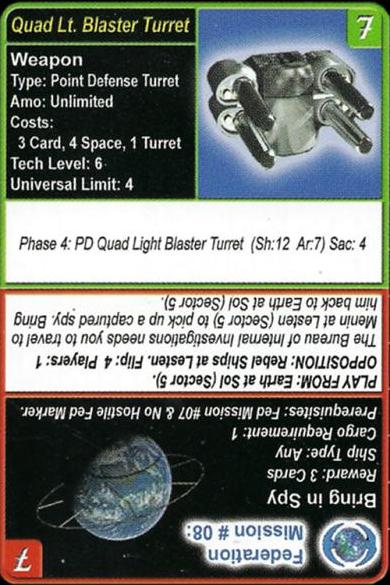 Quad Lt. Blaster Turret
7
Weapon
Type: Point Defense Turret
Amo: Unlimited
Costs:
3 Card, 4 Space, 1 Turret
Tech Level: 6
Universal Limit: 4
Phase 4: PD Quad Light Blaster Turret (Sh:12 Ar:7) Sac: 4
Federation
Mission # 08:
7
Bring in Spy
Reward: 3 Cards
Ship Type: Any
Cargo Requirement: 1
Prerequisites: Fed Mission #07 & No Hostile Fed Marker.
PLAY FROM: Earth at Sol (Sector 5).
OPPOSITION: Rebel Ships at Lesten. Flip: 4 Players: 1
The Bureau of Internal Investigations needs you to travel to
Menin at Lesten (Sector 5) to pick up a captured spy. Bring
him back to Earth at Sol (Sector 5).